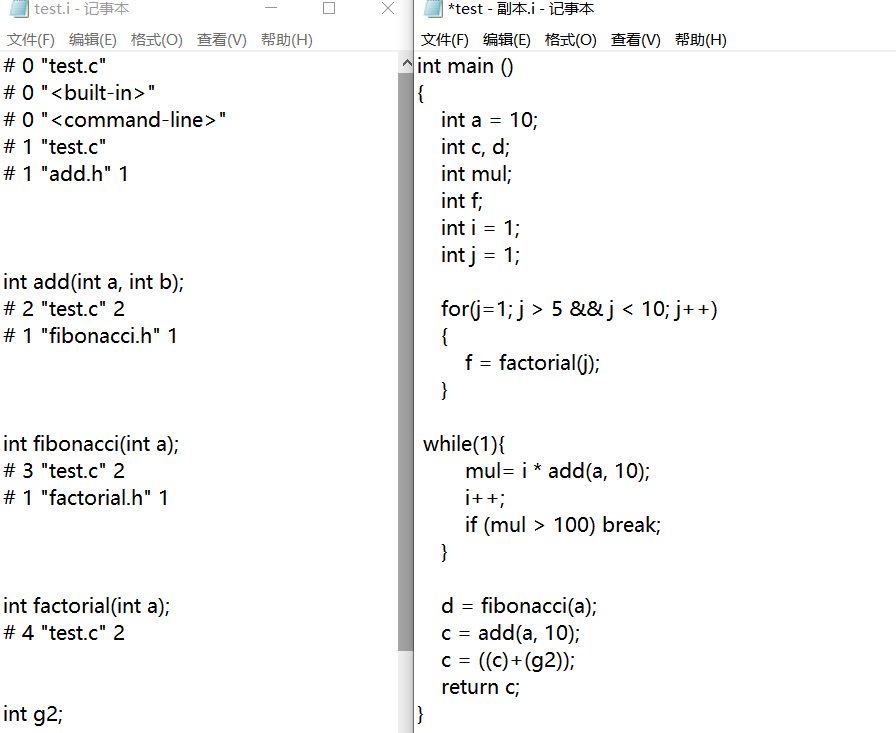 test.i - 记事本
文件(F) 编辑(E) 格式(O) 查看(V) 帮助(H)
# 0 "test.c"
# 0 "<built-in>"
# 0 "<command-line>"
# 1 "test.c"
# 1 "add.h" 1
int add(int a, int b);
# 2 "test.c" 2
# 1 "fibonacci.h" 1
int fibonacci(int a);
# 3 "test.c" 2
# 1 "factorial.h" 1
int factorial(int a);
# 4 "test.c" 2
int g2;
*test - 副本.i - 记事本
文件(F) 编辑(E) 格式(O) 查看(V) 帮助(H)
int main ()
{
int a = 10;
int c, d;
int mul;
int f;
int i = 1;
int j = 1;
for(j=1; j > 5 && j < 10; j++)
{
f = factorial(j);
}
while(1){
mul= i * add(a, 10);
i++;
if (mul > 100) break;
}
d = fibonacci(a);
c = add(a, 10);
c = ((c)+(g2));
return c;
}